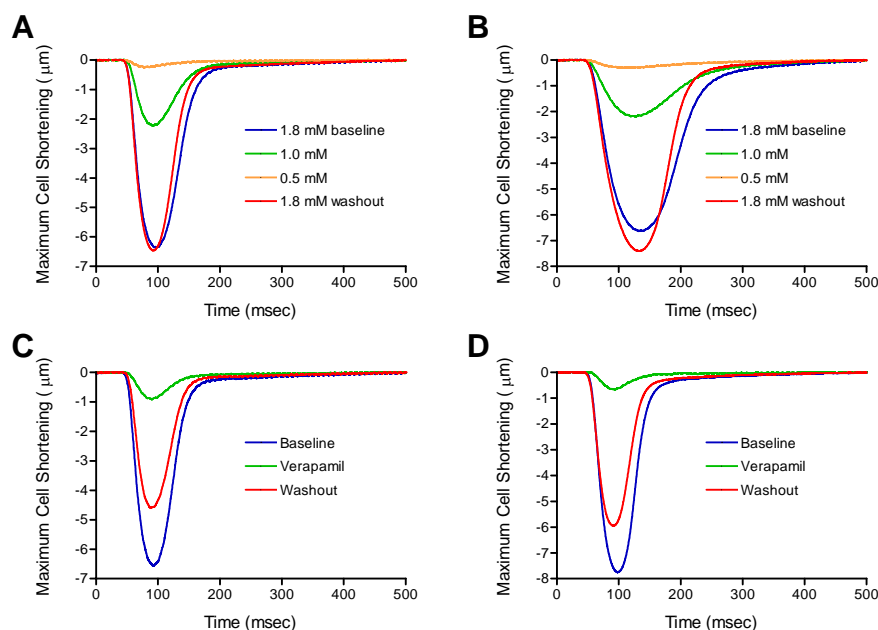 A
Maximum Cell Shortening ( μm)
0
-1
-2
-3
-4
-5
-6
-7
0 100 200 300 400 500
Time (msec)
1.8 mM baseline
1.0 mM
0.5 mM
1.8 mM washout
B
Maximum Cell Shortening ( μm)
0
-1
-2
-3
-4
-5
-6
-7
-8
0 100 200 300 400 500
Time (msec)
1.8 mM baseline
1.0 mM
0.5 mM
1.8 mM washout
C
Maximum Cell Shortening ( μm)
0
-1
-2
-3
-4
-5
-6
-7
0 100 200 300 400 500
Time (msec)
Baseline
Verapamil
Washout
D
Maximum Cell Shortening ( μm)
0
-1
-2
-3
-4
-5
-6
-7
-8
0 100 200 300 400 500
Time (msec)
Baseline
Verapamil
Washout